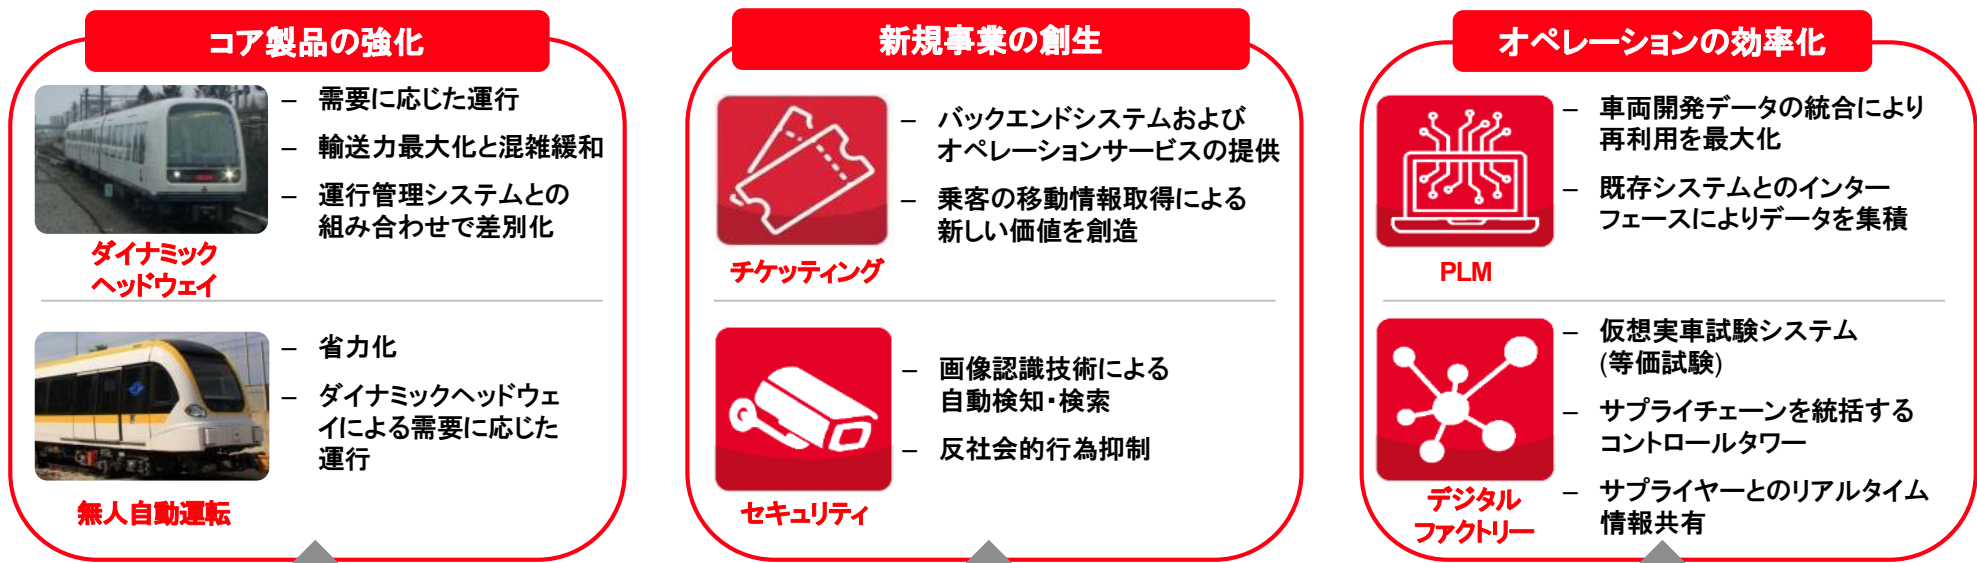 コア製品の強化
– 需要に応じた運行
– 輸送力最大化と混雑緩和
– 運行管理システムとの
組み合わせで差別化
ダイナミック
ヘッドウェイ
– 省力化
– ダイナミックヘッドウェ
イによる需要に応じた
運行
無人自動運転
新規事業の創生
– バックエンドシステムおよび
オペレーションサービスの提供
– 乗客の移動情報取得による
新しい価値を創造
チケッティング
– 画像認識技術による
自動検知・検索
– 反社会的行為抑制
セキュリティ
オペレーションの効率化
– 車両開発データの統合により
再利用を最大化
– 既存システムとのインター
フェースによりデータを集積
PLM
– 仮想実車試験システム
(等価試験)
– サプライチェーンを統括する
コントロールタワー
– サプライヤーとのリアルタイム
情報共有
デジタル
ファクトリー